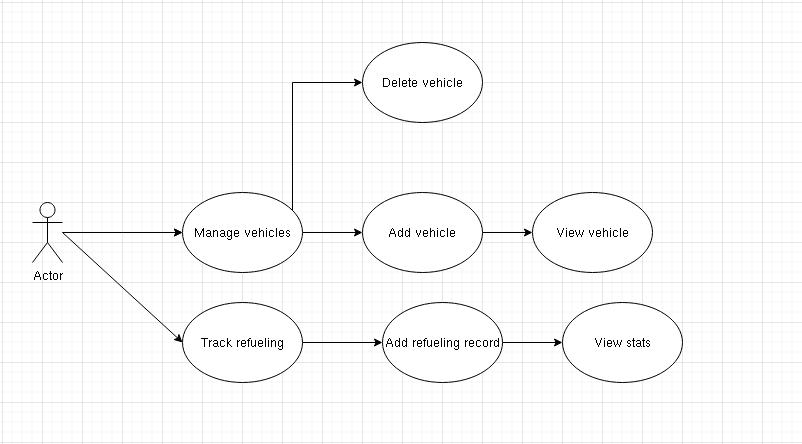 Delete vehicle
Actor
Manage vehicles
Add vehicle
View vehicle
Track refueling
Add refueling record
View stats